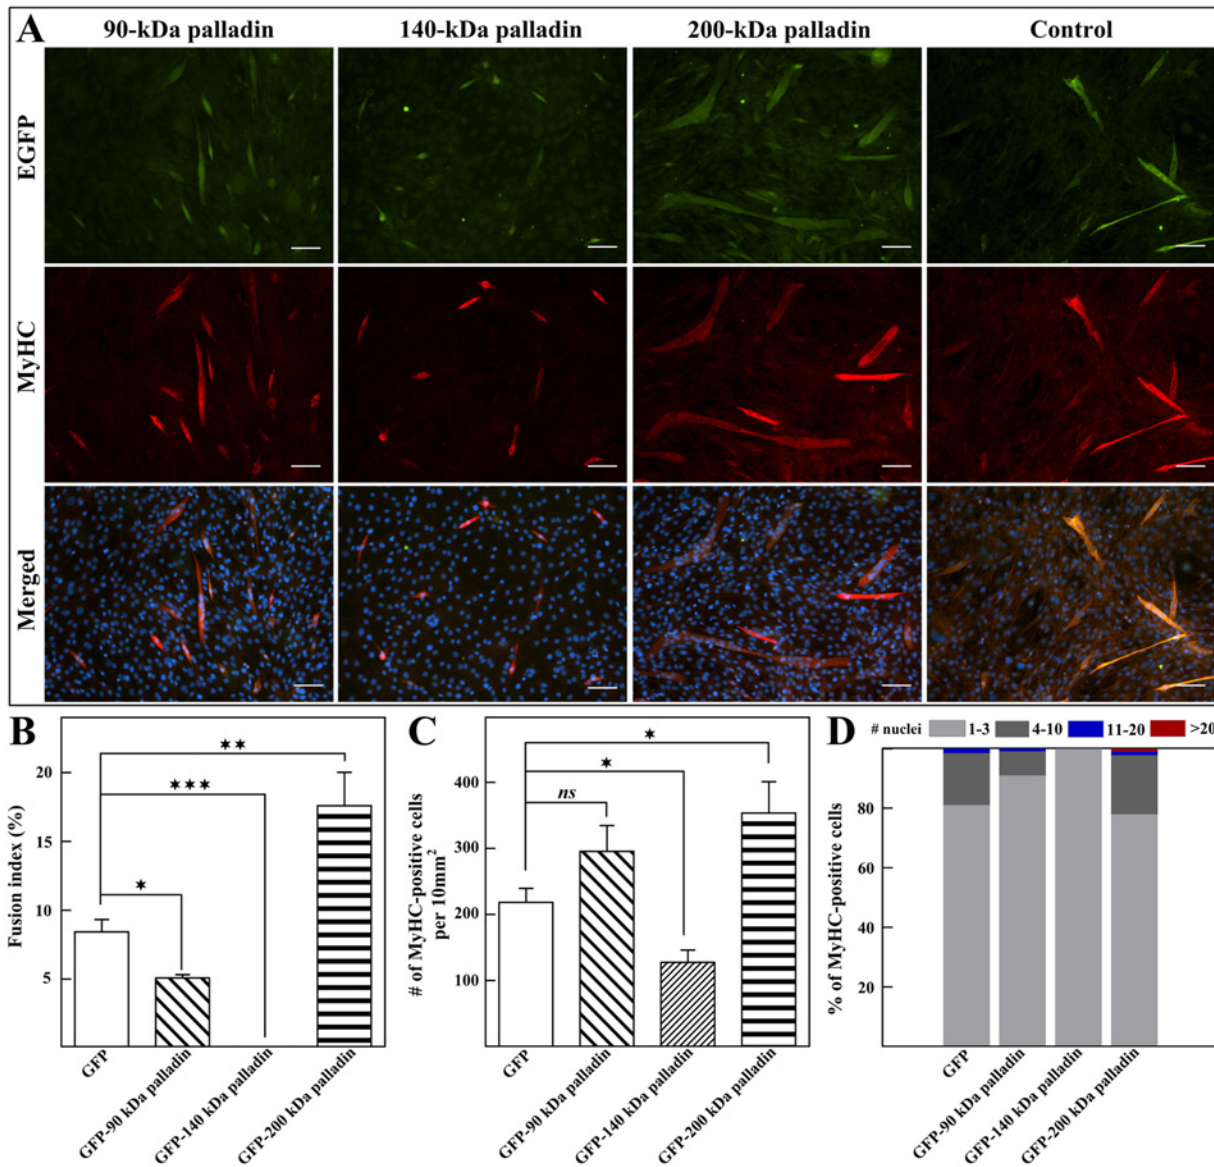 A
90-kDa palladin 140-kDa palladin 200-kDa palladin Control
EGFP
MyHC
Merged
B
Fusion index (%)
20
15
10
5
**
***
*
GFP
GFP-90 kDa palladin
GFP-140 kDa palladin
GFP-200 kDa palladin
C
# of MyHC-positive cells
per 10mm²
400
300
200
100
*
*
ns
GFP
GFP-90 kDa palladin
GFP-140 kDa palladin
GFP-200 kDa palladin
D
# nuclei 1-3 4-10 11-20 >20
% of MyHC-positive cells
80
60
40
20
GFP
GFP-90 kDa palladin
GFP-140 kDa palladin
GFP-200 kDa palladin